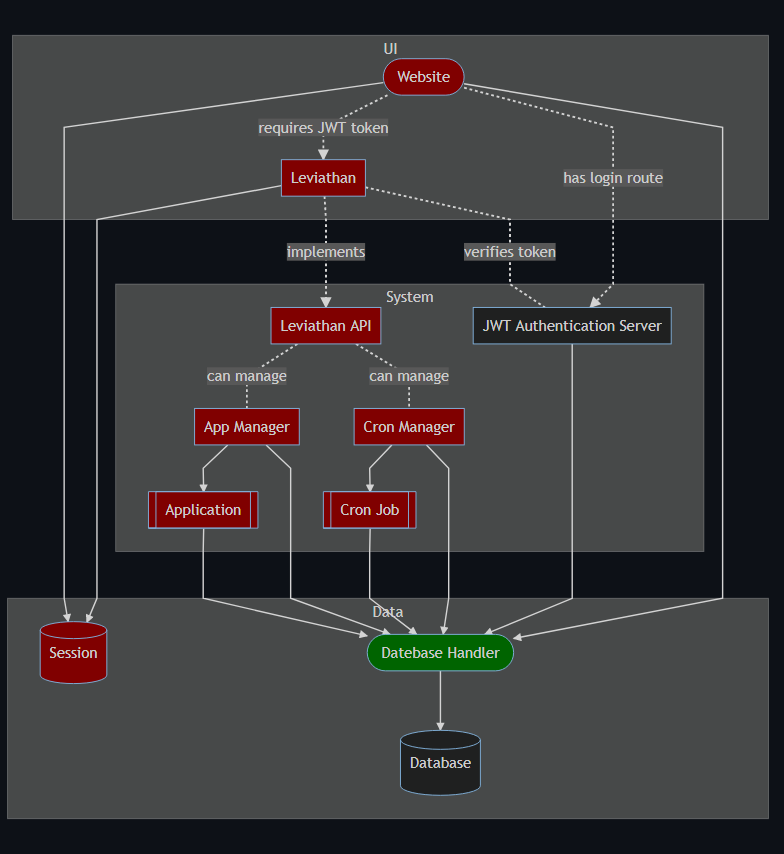 UI
Website
requires JWT token
Leviathan
has login route
implements
verifies token
System
Leviathan API
JWT Authentication Server
can manage
can manage
App Manager
Cron Manager
Application
Cron Job
Data
Session
Datebase Handler
Database